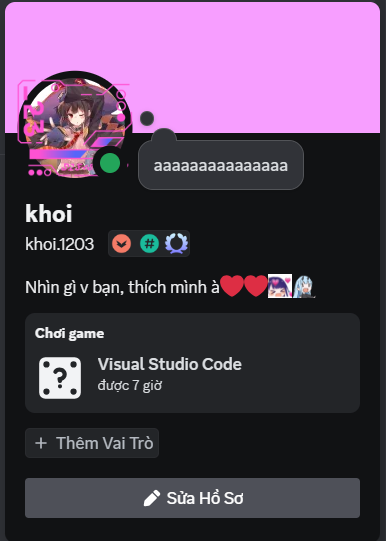 aaaaaaaaaaaaaaa
khoi
khoi.1203
Nhìn gì v bạn, thích mình à❤️❤️
Chơi game
?
Visual Studio Code
được 7 giờ
+ Thêm Vai Trò
Sửa Hồ Sơ